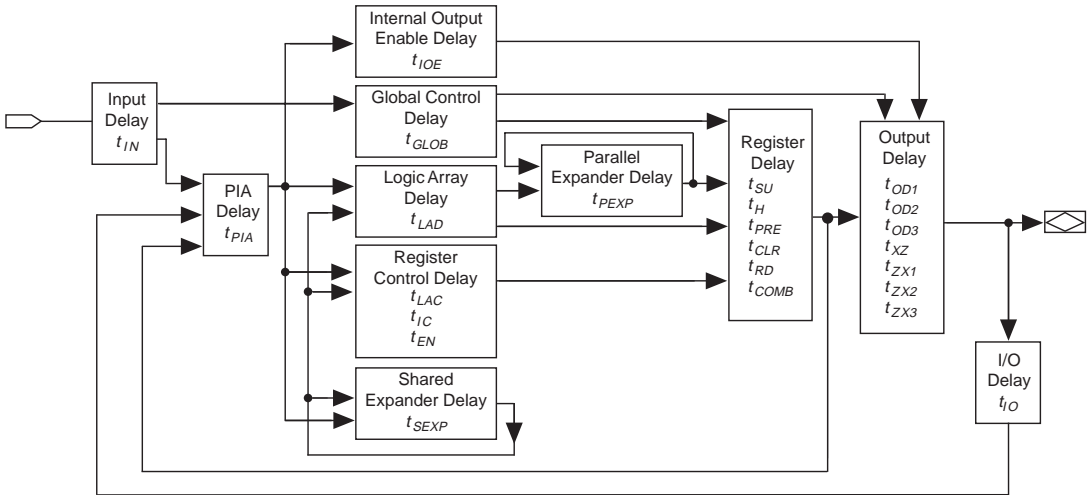 Internal Output
Enable Delay
tIOE
Input
Delay
tIN
Global Control
Delay
tGLOB
PIA
Delay
tPIA
Logic Array
Delay
tLAD
Parallel
Expander Delay
tPEXP
Register
Control Delay
tLAC
tIC
tEN
Shared
Expander Delay
tSEXP
Register
Delay
tSU
tH
tPRE
tCLR
tRD
tCOMB
Output
Delay
tOD1
tOD2
tOD3
tXZ
tZX1
tZX2
tZX3
I/O
Delay
tIO